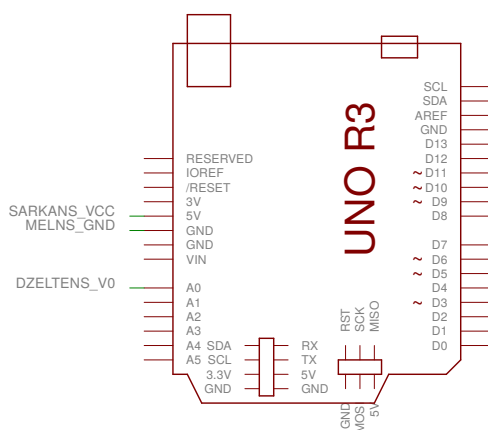 SCL
SDA
AREF
GND
D13
RESERVED D12
IOREF ~ D11
/RESET ~ D10
3V ~ D9
SARKANS_VCC 5V D8
MELNS_GND GND
GND D7
VIN ~ D6
~ D5
DZELTENS_V0 A0 D4
A1 ~ D3
A2 D2
A3 D1
A4 SDA RX D0
A5 SCL TX
3.3V 5V
GND GND
UNO R3
RST SCK MISO
GND MOSI 5V